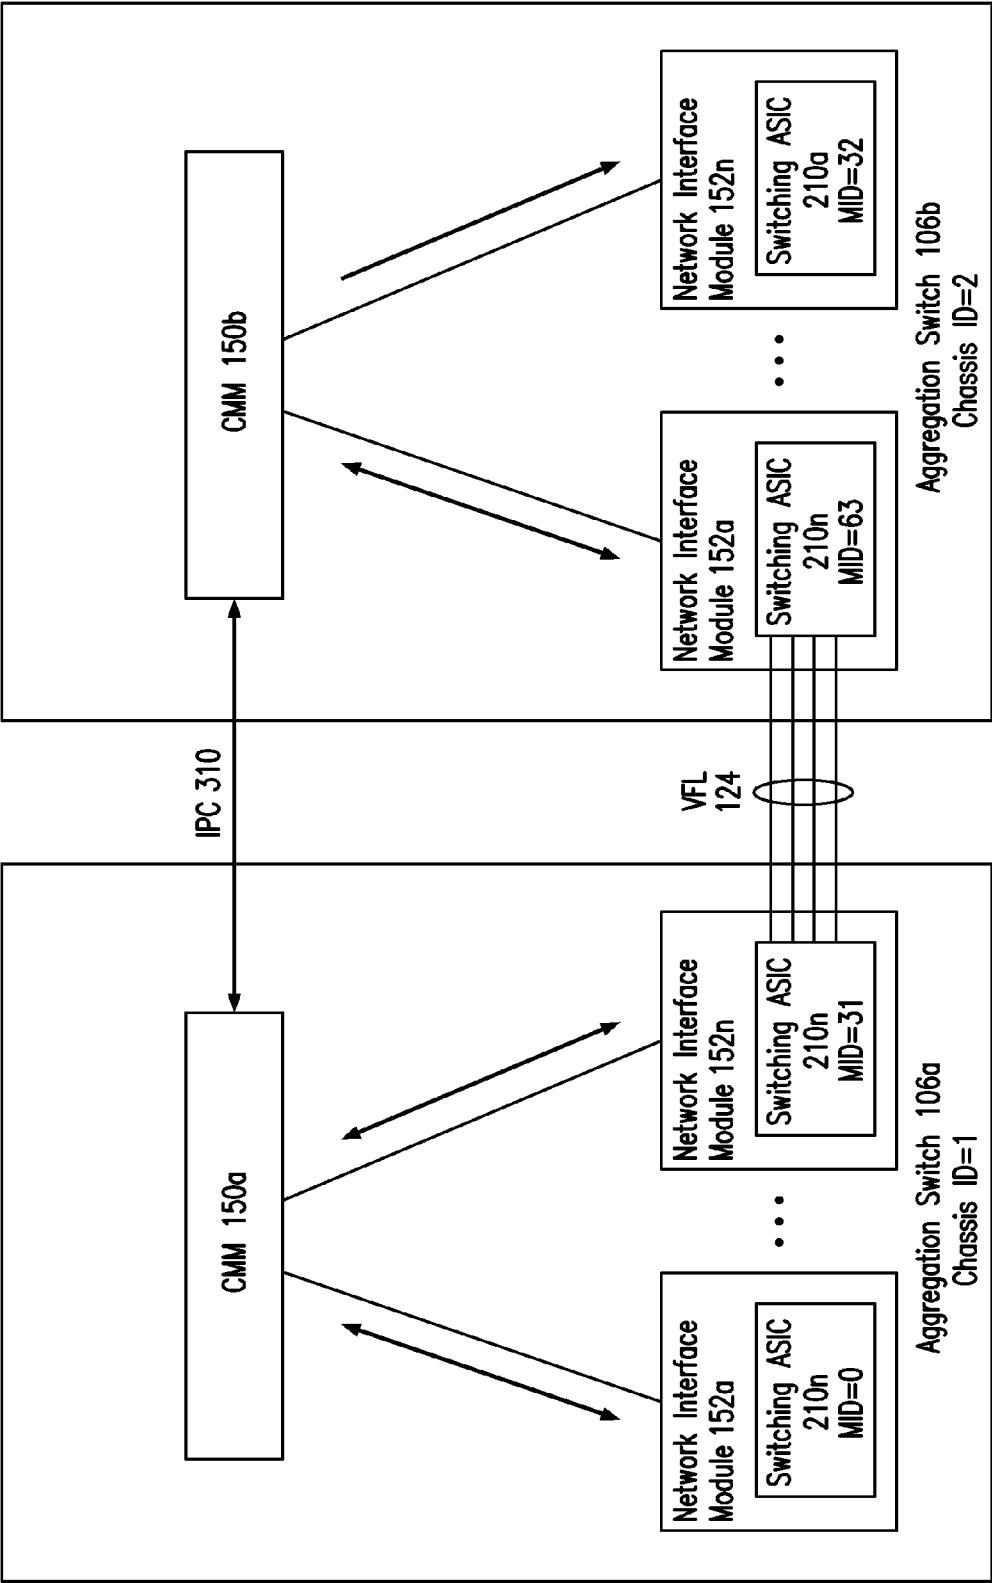 CMM 150a
IPC 310
CMM 150b
Network Interface
Module 152a
Switching ASIC
210n
MID=0
Network Interface
Module 152n
Switching ASIC
210n
MID=31
VFL
124
Network Interface
Module 152a
Switching ASIC
210n
MID=63
Network Interface
Module 152n
Switching ASIC
210a
MID=32
Aggregation Switch 106a
Chassis ID=1
Aggregation Switch 106b
Chassis ID=2